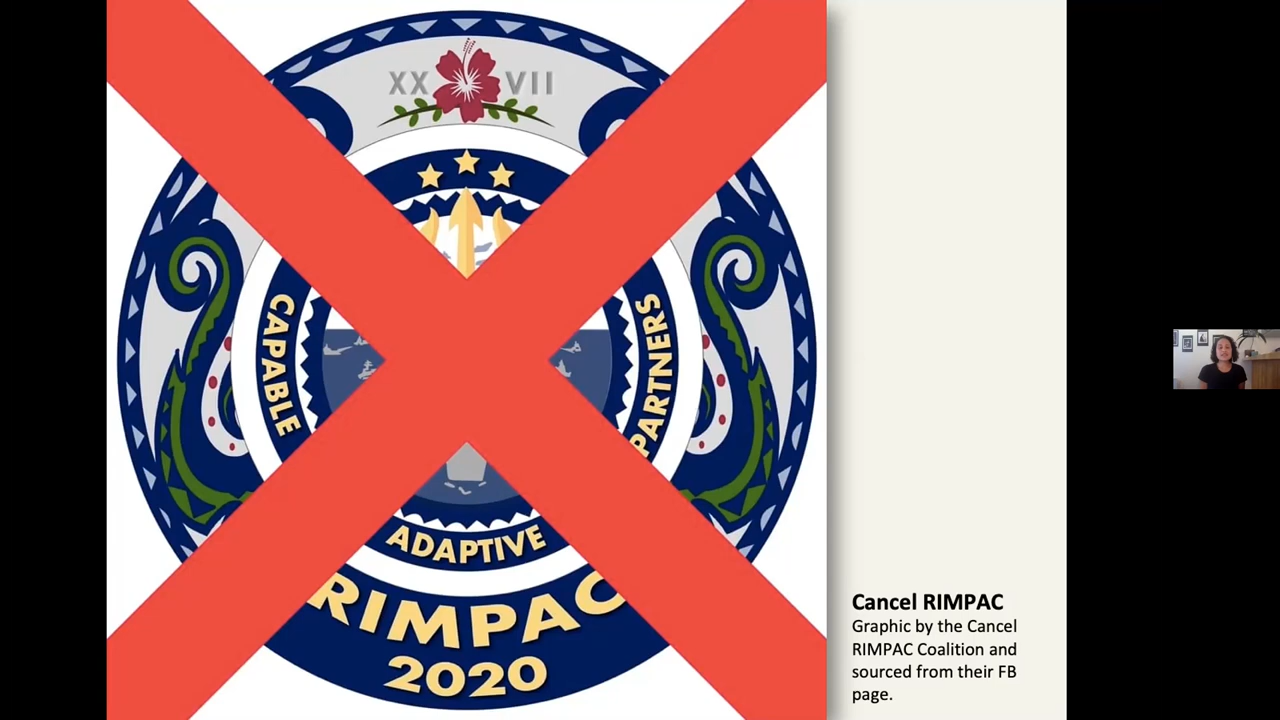 XX VII
CAPABLE
PARTNERS
ADAPTIVE
RIMPAC
2020
Cancel RIMPAC
Graphic by the Cancel
RIMPAC Coalition and
sourced from their FB
page.